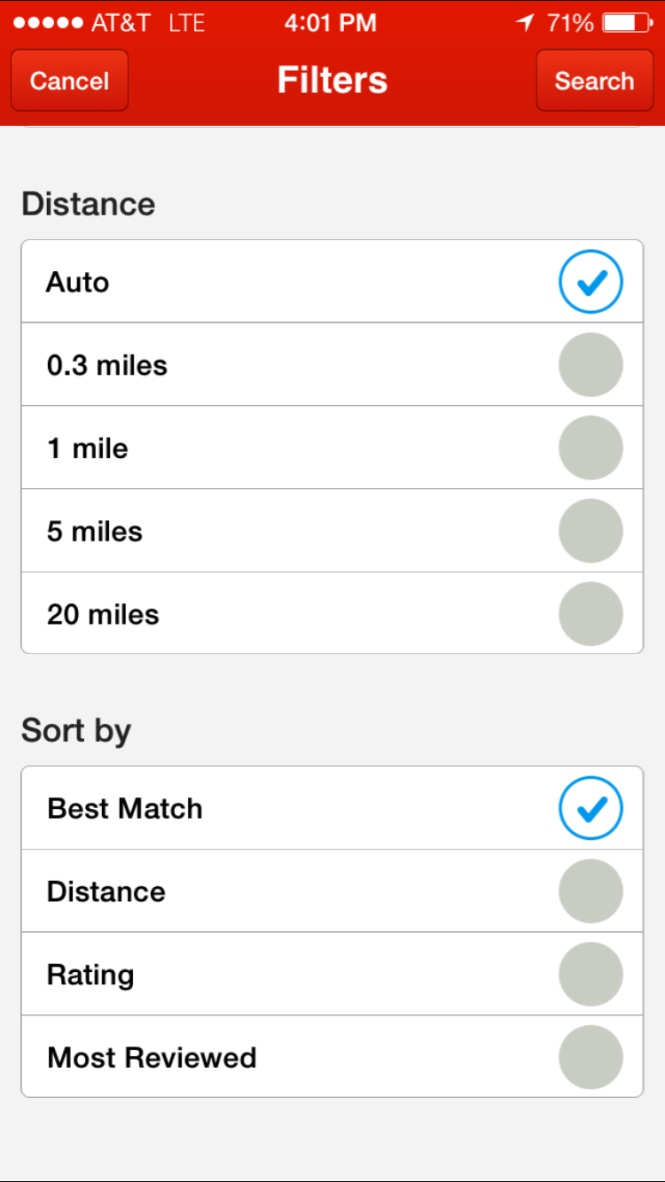 AT&T LTE 4:01 PM 71%
Cancel Filters Search
Distance
Auto
0.3 miles
1 mile
5 miles
20 miles
Sort by
Best Match
Distance
Rating
Most Reviewed